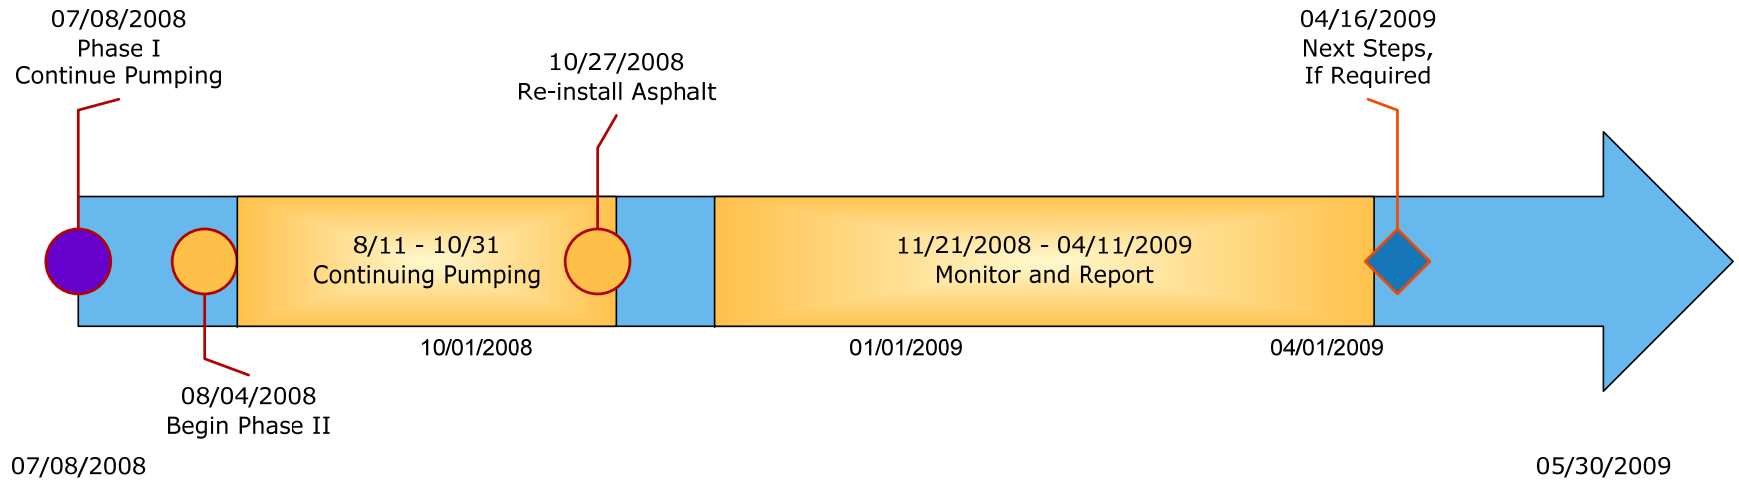 07/08/2008
Phase I
Continue Pumping
10/27/2008
Re-install Asphalt
04/16/2009
Next Steps,
If Required
8/11 - 10/31
Continuing Pumping
11/21/2008 - 04/11/2009
Monitor and Report
10/01/2008
01/01/2009
04/01/2009
08/04/2008
Begin Phase II
07/08/2008
05/30/2009